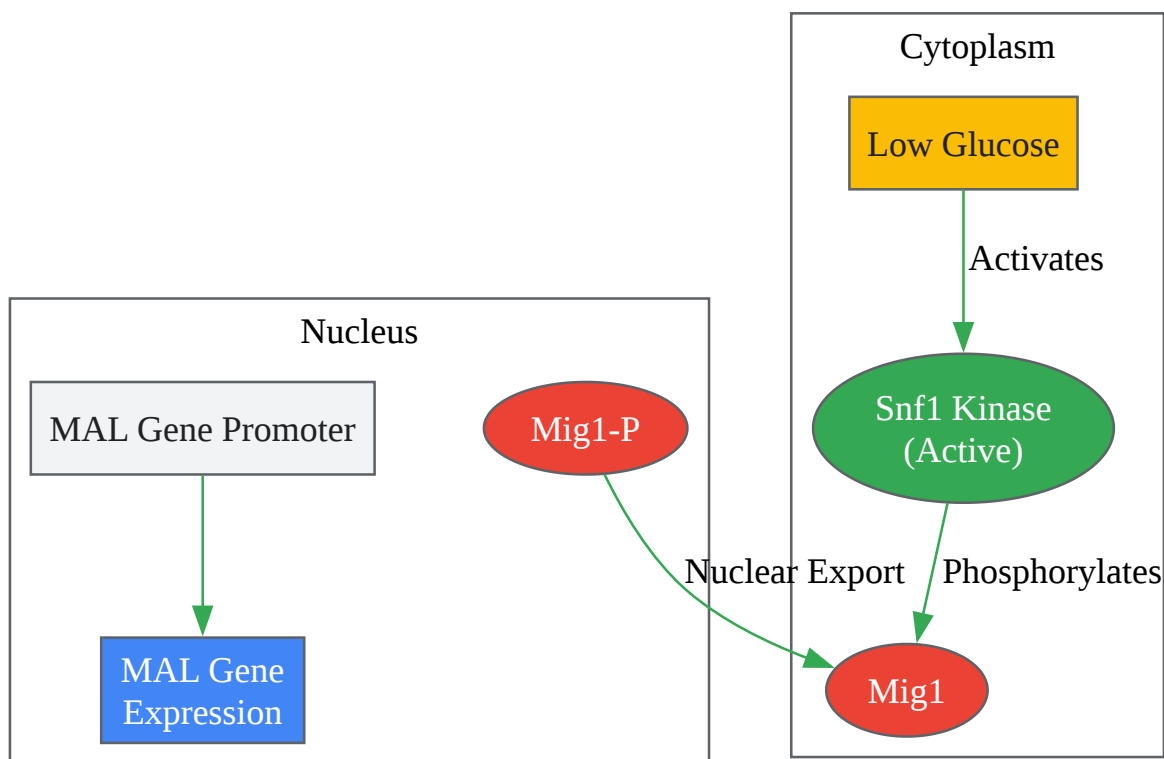 Cytoplasm
Low Glucose
Activates
Nucleus
MAL Gene Promoter
Mig1-P
Snf1 Kinase
(Active)
Nuclear Export
Phosphorylates
MAL Gene
Expression
Mig1